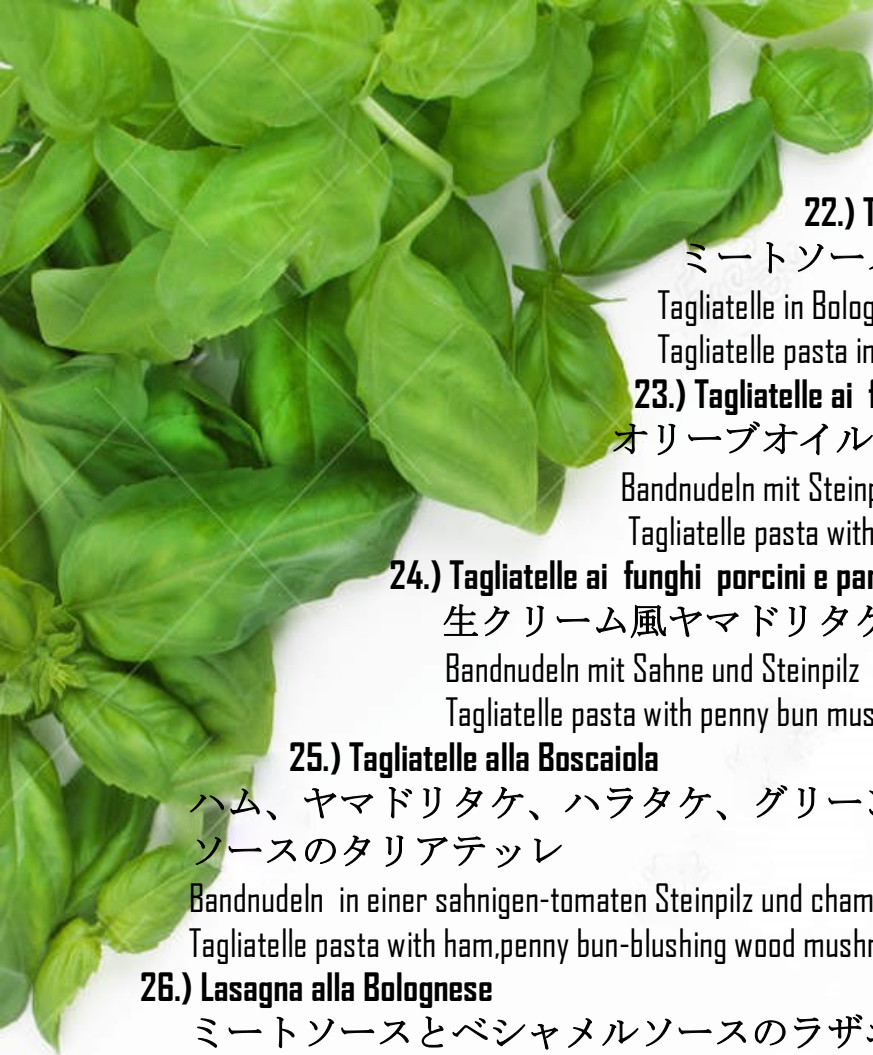 22.)
ミートソー
Tagliatelle in
Tagliatelle pasta in
23.) Tagliatelle ai
オリーブオイル
Bandnudeln mit
Tagliatelle pasta with
24.) Tagliatelle ai funghi porcini e
生クリーム風ヤマドリタケ
Bandnudeln mit Sahne und Steinpilz
Tagliatelle pasta with penny bun
25.) Tagliatelle alla Boscaiola
ハム、ヤマドリタケ、ハラタケ、グリーン
ソースのタリアテッレ
Bandnudeln in einer sahnigen-tomaten Steinpilz und
Tagliatelle pasta with ham,penny bun-blushing wood
26.) Lasagna alla Bolognese
ミートソースとベシャメルソースのラザ